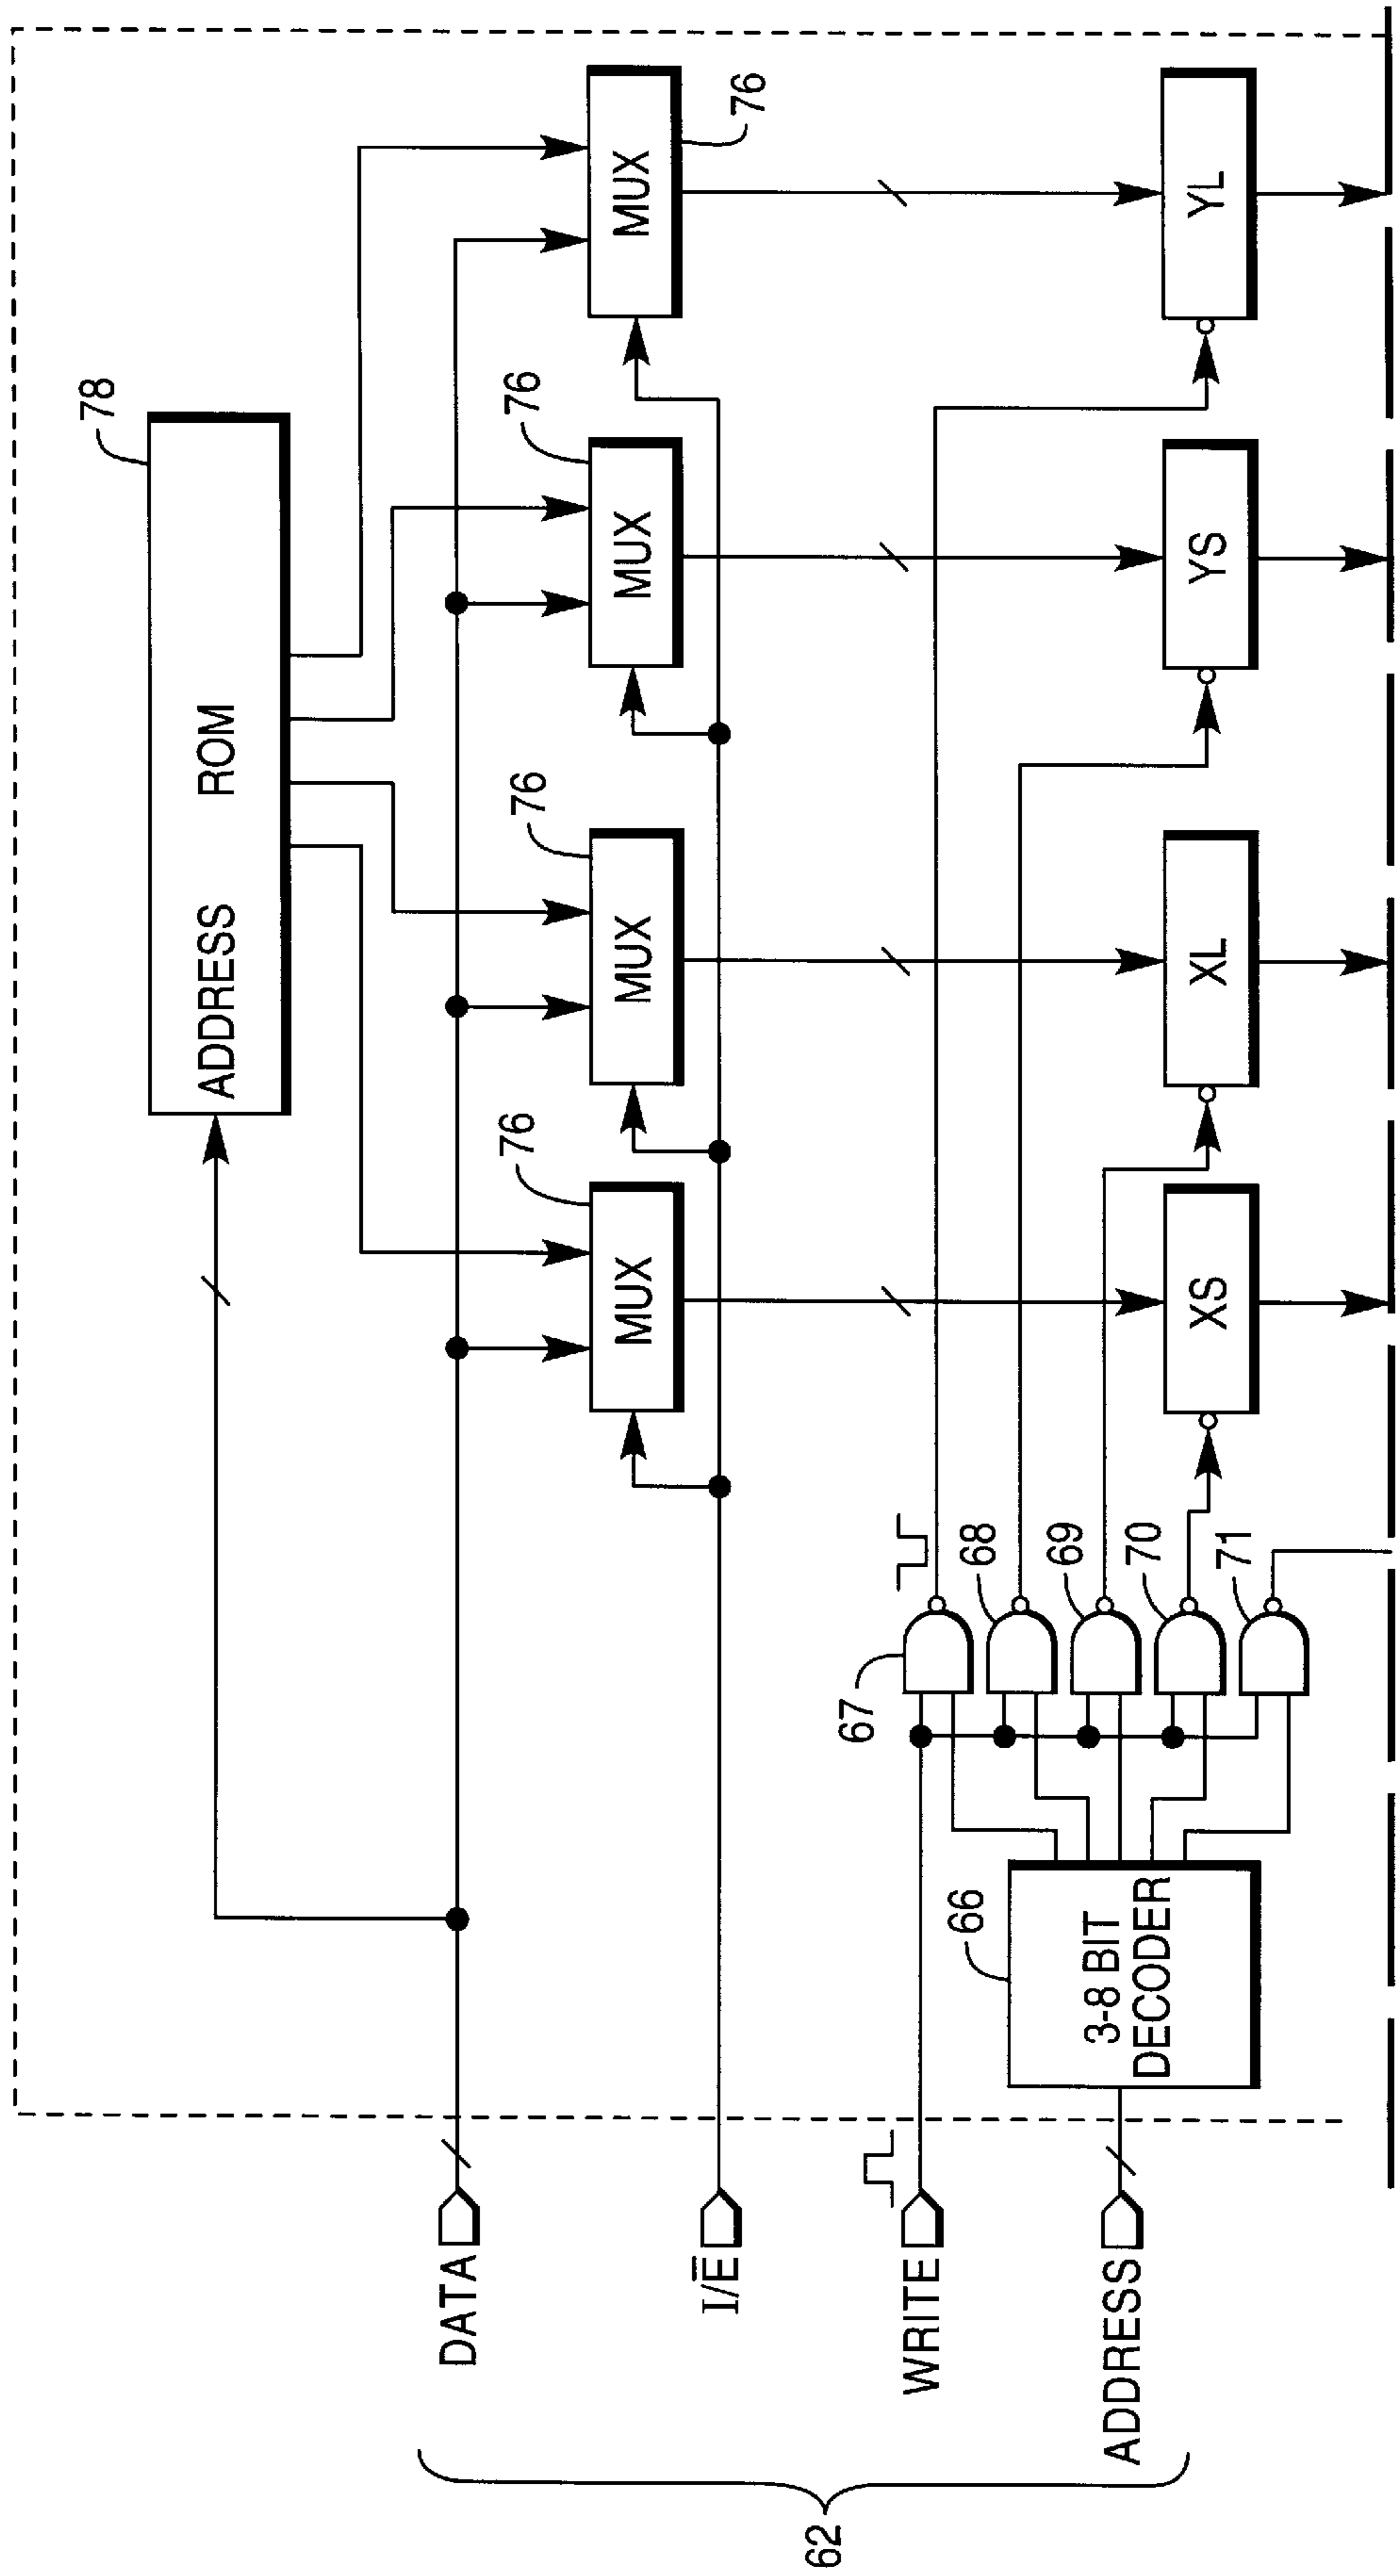 78
ADDRESS ROM
76
76
76
76
MUX
MUX
MUX
MUX
DATA
I/E̅
67
68
69
70
71
WRITE
66
3-8 BIT
DECODER
ADDRESS
XS
XL
YS
YL
62